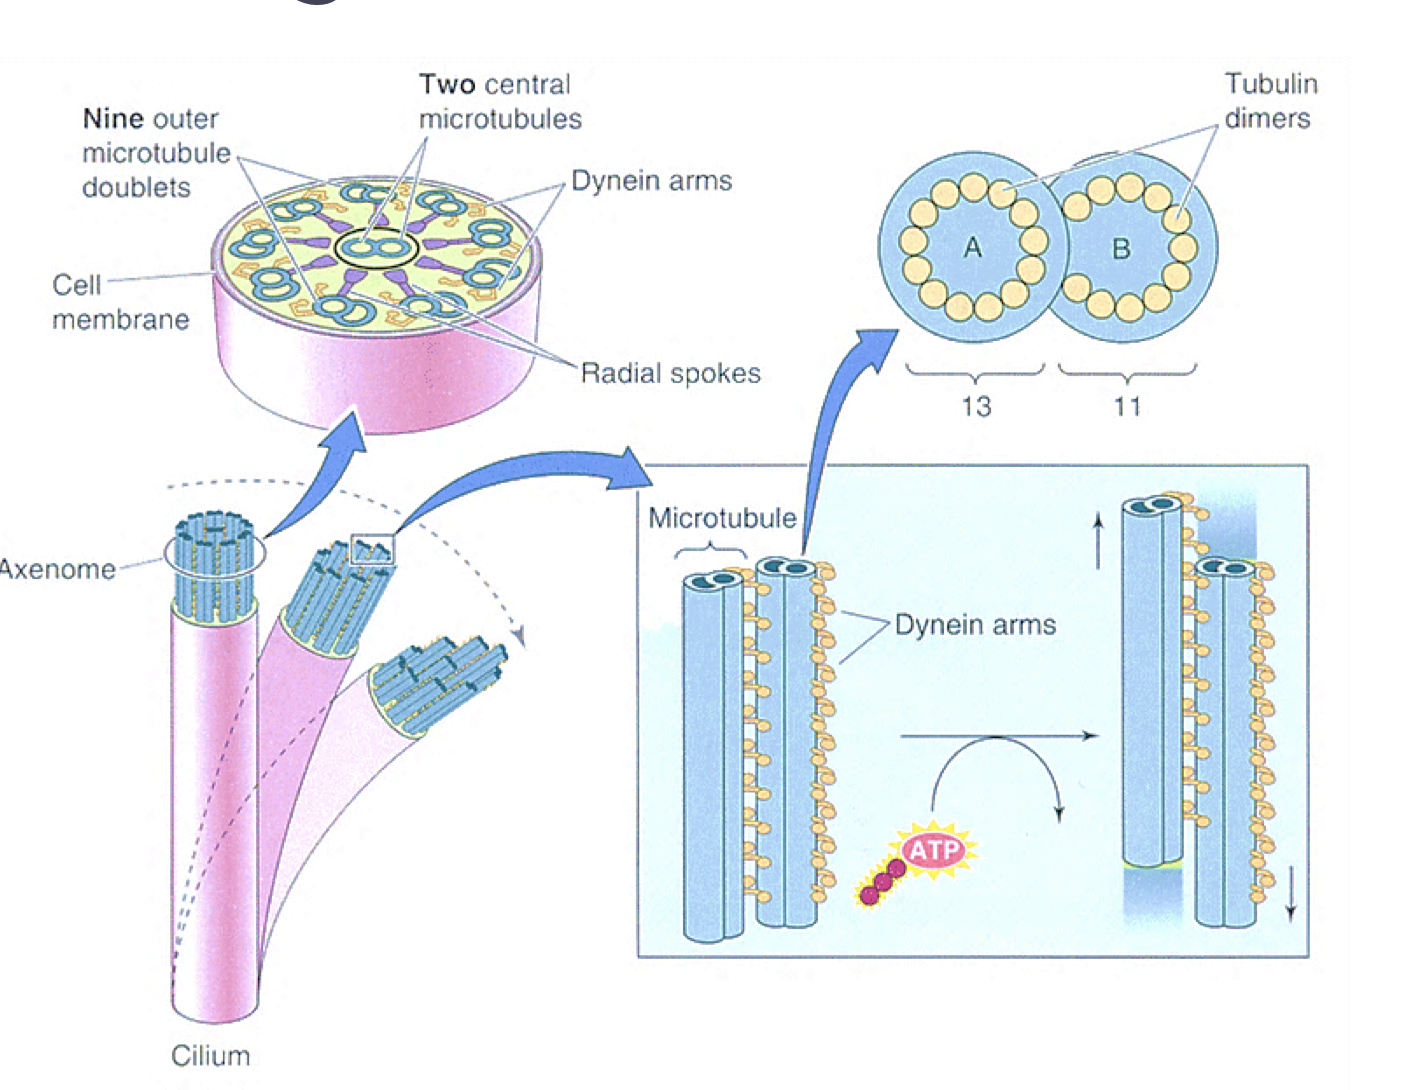 Two central
microtubules
Nine outer
microtubule
doublets
Dynein arms
Cell
membrane
Radial spokes
Tubulin
dimers
A
B
13
11
Axenome
Microtubule
Dynein arms
ATP
Cilium